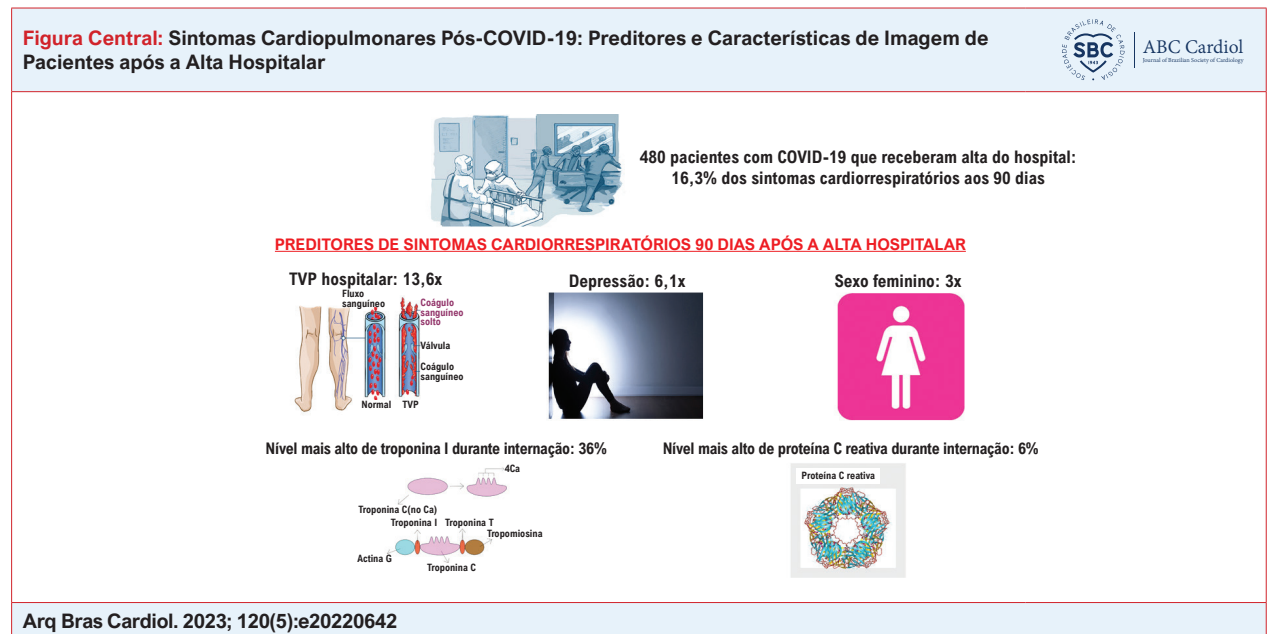 Figura Central: Sintomas Cardiopulmonares Pós-COVID-19: Preditores e Características de Imagem de
Pacientes após a Alta Hospitalar
SOCIEDADE BRASILEIRA DE CARDIOLOGIA
SBC
1943
ABC Cardiol
Journal of Brazilian Society of Cardiology
480 pacientes com COVID-19 que receberam alta do hospital:
16,3% dos sintomas cardiorrespiratórios aos 90 dias
PREDITORES DE SINTOMAS CARDIORRESPIRATÓRIOS 90 DIAS APÓS A ALTA HOSPITALAR
TVP hospitalar: 13,6x
Fluxo
sanguíneo
Coágulo
sanguíneo
solto
Válvula
Coágulo
sanguíneo
Normal
TVP
Depressão: 6,1x
Sexo feminino: 3x
Nível mais alto de troponina I durante internação: 36%
4Ca
Troponina C(no Ca)
Troponina I
Troponina T
Tropomiosina
Actina G
Troponina C
Nível mais alto de proteína C reativa durante internação: 6%
Proteína C reativa
Arq Bras Cardiol. 2023; 120(5):e20220642